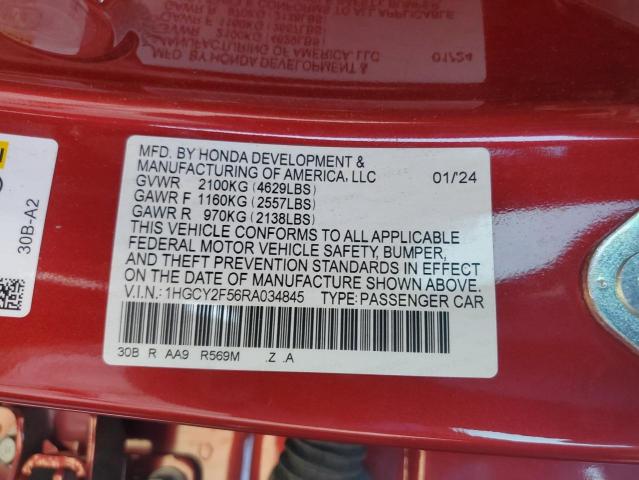 MFD. BY HONDA DEVELOPMENT &
MANUFACTURING OF AMERICA, LLC 01/24
GVWR 2100KG (4629LBS)
GAWR F 1160KG (2557LBS)
GAWR R 970KG (2138LBS)
THIS VEHICLE CONFORMS TO ALL APPLICABLE
FEDERAL MOTOR VEHICLE SAFETY, BUMPER,
AND THEFT PREVENTION STANDARDS IN EFFECT
ON THE DATE OF MANUFACTURE SHOWN ABOVE.
V.I.N.: 1HGCY2F56RA034845 TYPE: PASSENGER CAR
30B R AA9 R569M .Z .A
30B-A2